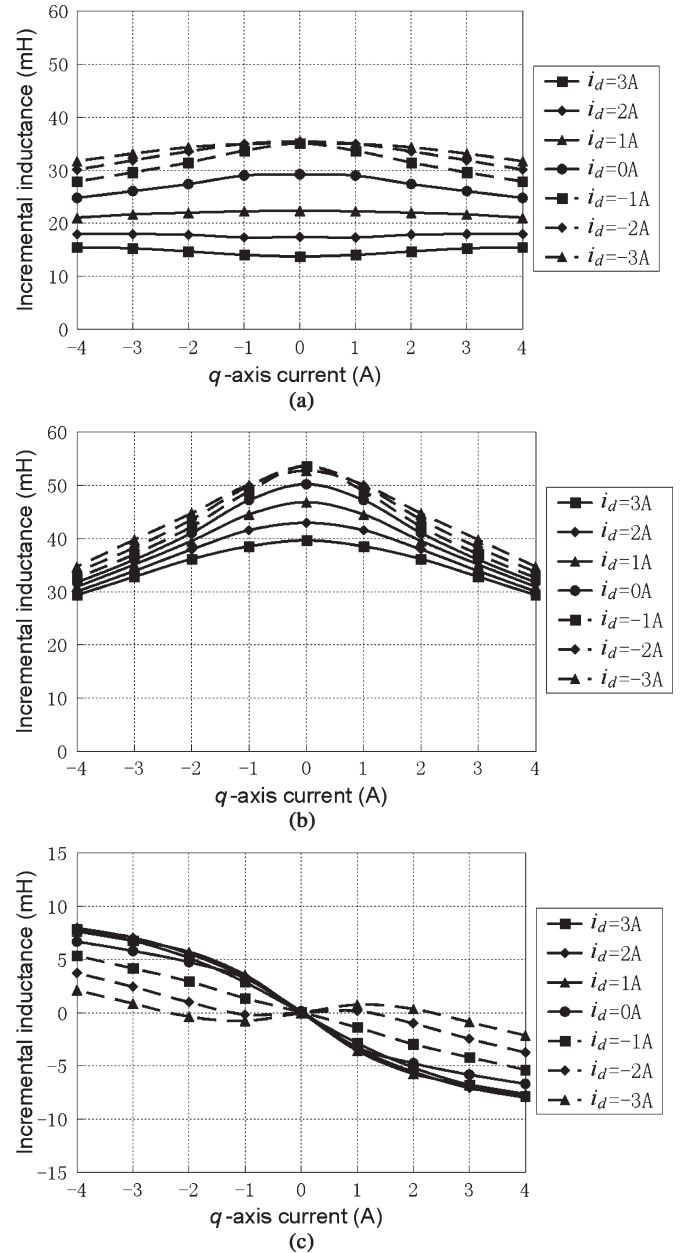 (a)
Incremental inductance (mH)
60
50
40
30
20
10
0
-4 -3 -2 -1 0 1 2 3 4
q-axis current (A)
i_d=3A
i_d=2A
i_d=1A
i_d=0A
i_d=-1A
i_d=-2A
i_d=-3A
(a)
Incremental inductance (mH)
60
50
40
30
20
10
0
-4 -3 -2 -1 0 1 2 3 4
q-axis current (A)
i_d=3A
i_d=2A
i_d=1A
i_d=0A
i_d=-1A
i_d=-2A
i_d=-3A
(b)
Incremental inductance (mH)
15
10
5
0
-5
-10
-15
-4 -3 -2 -1 0 1 2 3 4
q-axis current (A)
i_d=3A
i_d=2A
i_d=1A
i_d=0A
i_d=-1A
i_d=-2A
i_d=-3A
(c)